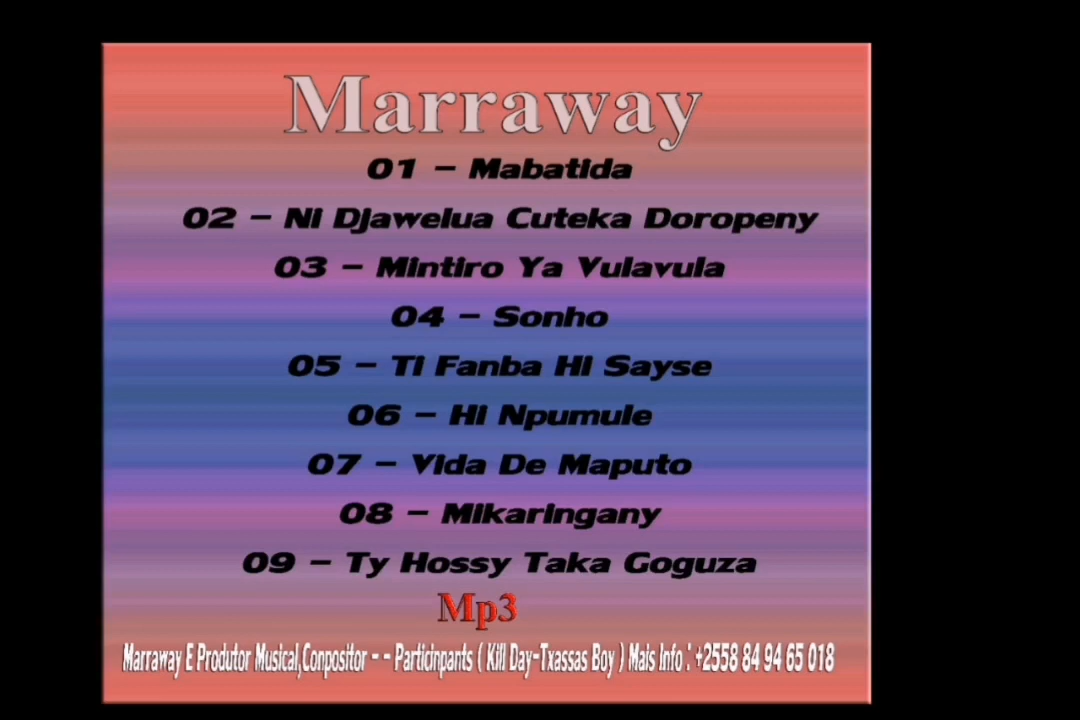 Marraway
01 - Mabatida
02 - Ni Djawelua Cuteka Doropeny
03 - Mintiro Ya Vulavula
04 - Sonho
05 - Ti Fanba Hi Sayse
06 - Hi Npumule
07 - Vida De Maputo
08 - Mikaringany
09 - Ty Hossy Taka Goguza
Mp3
Marraway E Produtor Musical,Conpositor - - Particinpants ( Kill Day-Txassas Boy ) Mais Info : +2558 84 94 65 018